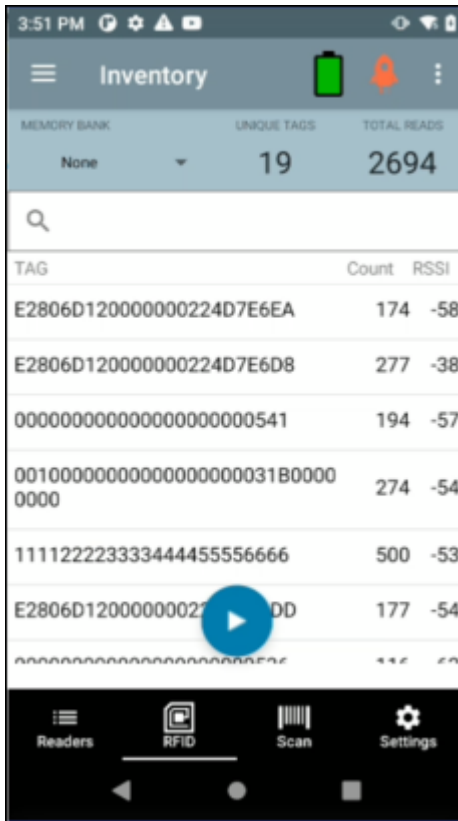 3:51 PM
Inventory
MEMORY BANK UNIQUE TAGS TOTAL READS
None 19 2694
TAG Count RSSI
E2806D120000000224D7E6EA 174 -58
E2806D120000000224D7E6D8 277 -38
000000000000000000000541 194 -57
00100000000000000000031B0000
0000 274 -54
111122223333444455556666 500 -53
177 -54
Readers RFID Scan Settings